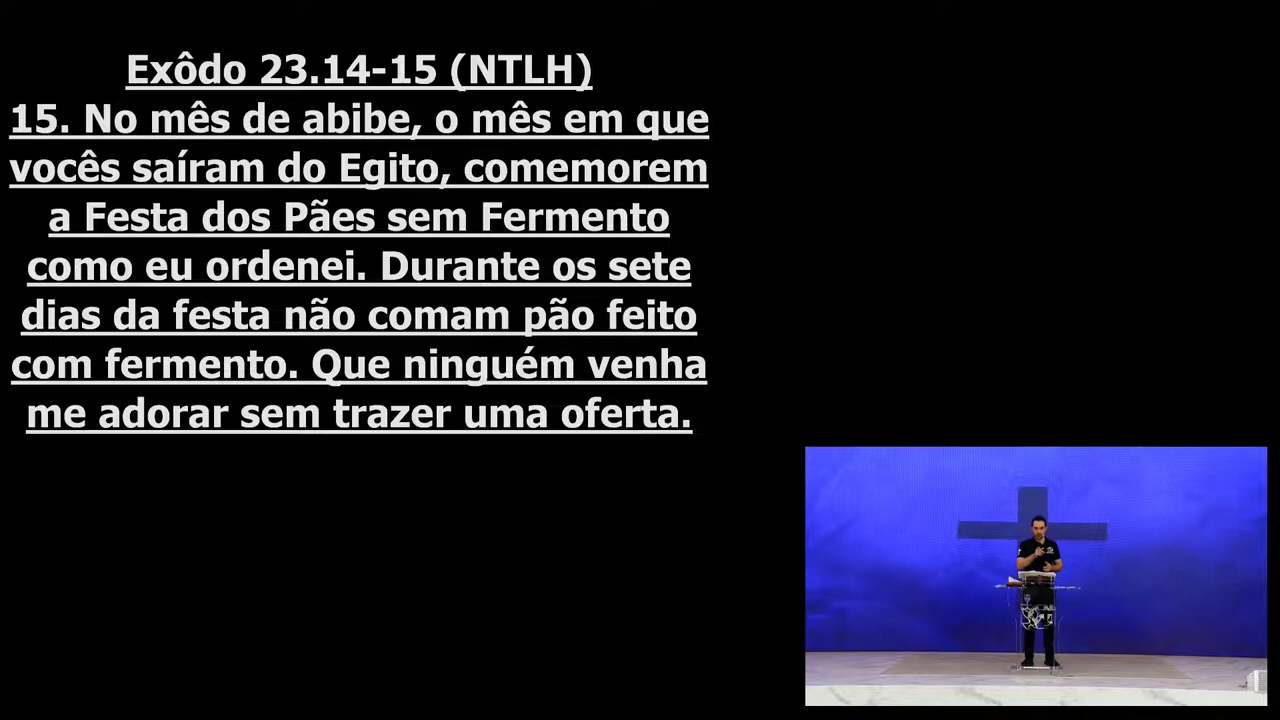 Exôdo 23.14-15 (NTLH)
15. No mês de abibe, o mês em que
vocês saíram do Egito, comemorem
a Festa dos Pães sem Fermento
como eu ordenei. Durante os sete
dias da festa não comam pão feito
com fermento. Que ninguém venha
me adorar sem trazer uma oferta.